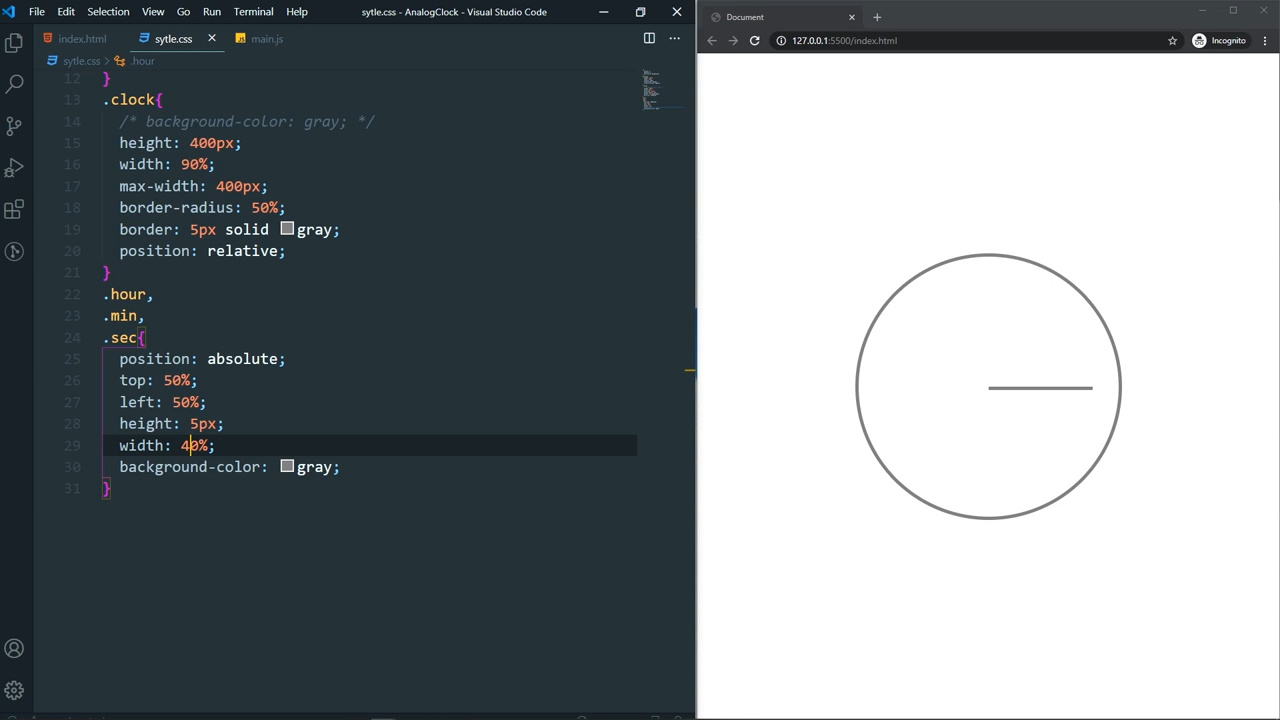 File Edit Selection View Go Run Terminal Help sytle.css - AnalogClock - Visual Studio Code
index.html sytle.css main.js
sytle.css > .hour
12 }
13 .clock{
14 /* background-color: gray; */
15 height: 400px;
16 width: 90%;
17 max-width: 400px;
18 border-radius: 50%;
19 border: 5px solid gray;
20 position: relative;
21 }
22 .hour,
23 .min,
24 .sec{
25 position: absolute;
26 top: 50%;
27 left: 50%;
28 height: 5px;
29 width: 40%;
30 background-color: gray;
31 }
Document
127.0.0.1:5500/index.html Incognito